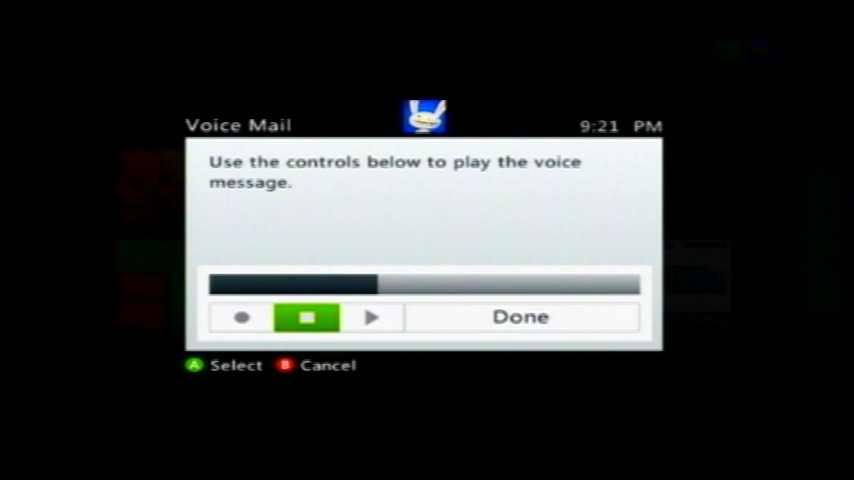 Voice Mail
9:21 PM
Use the controls below to play the voice
message.
Done
A Select B Cancel